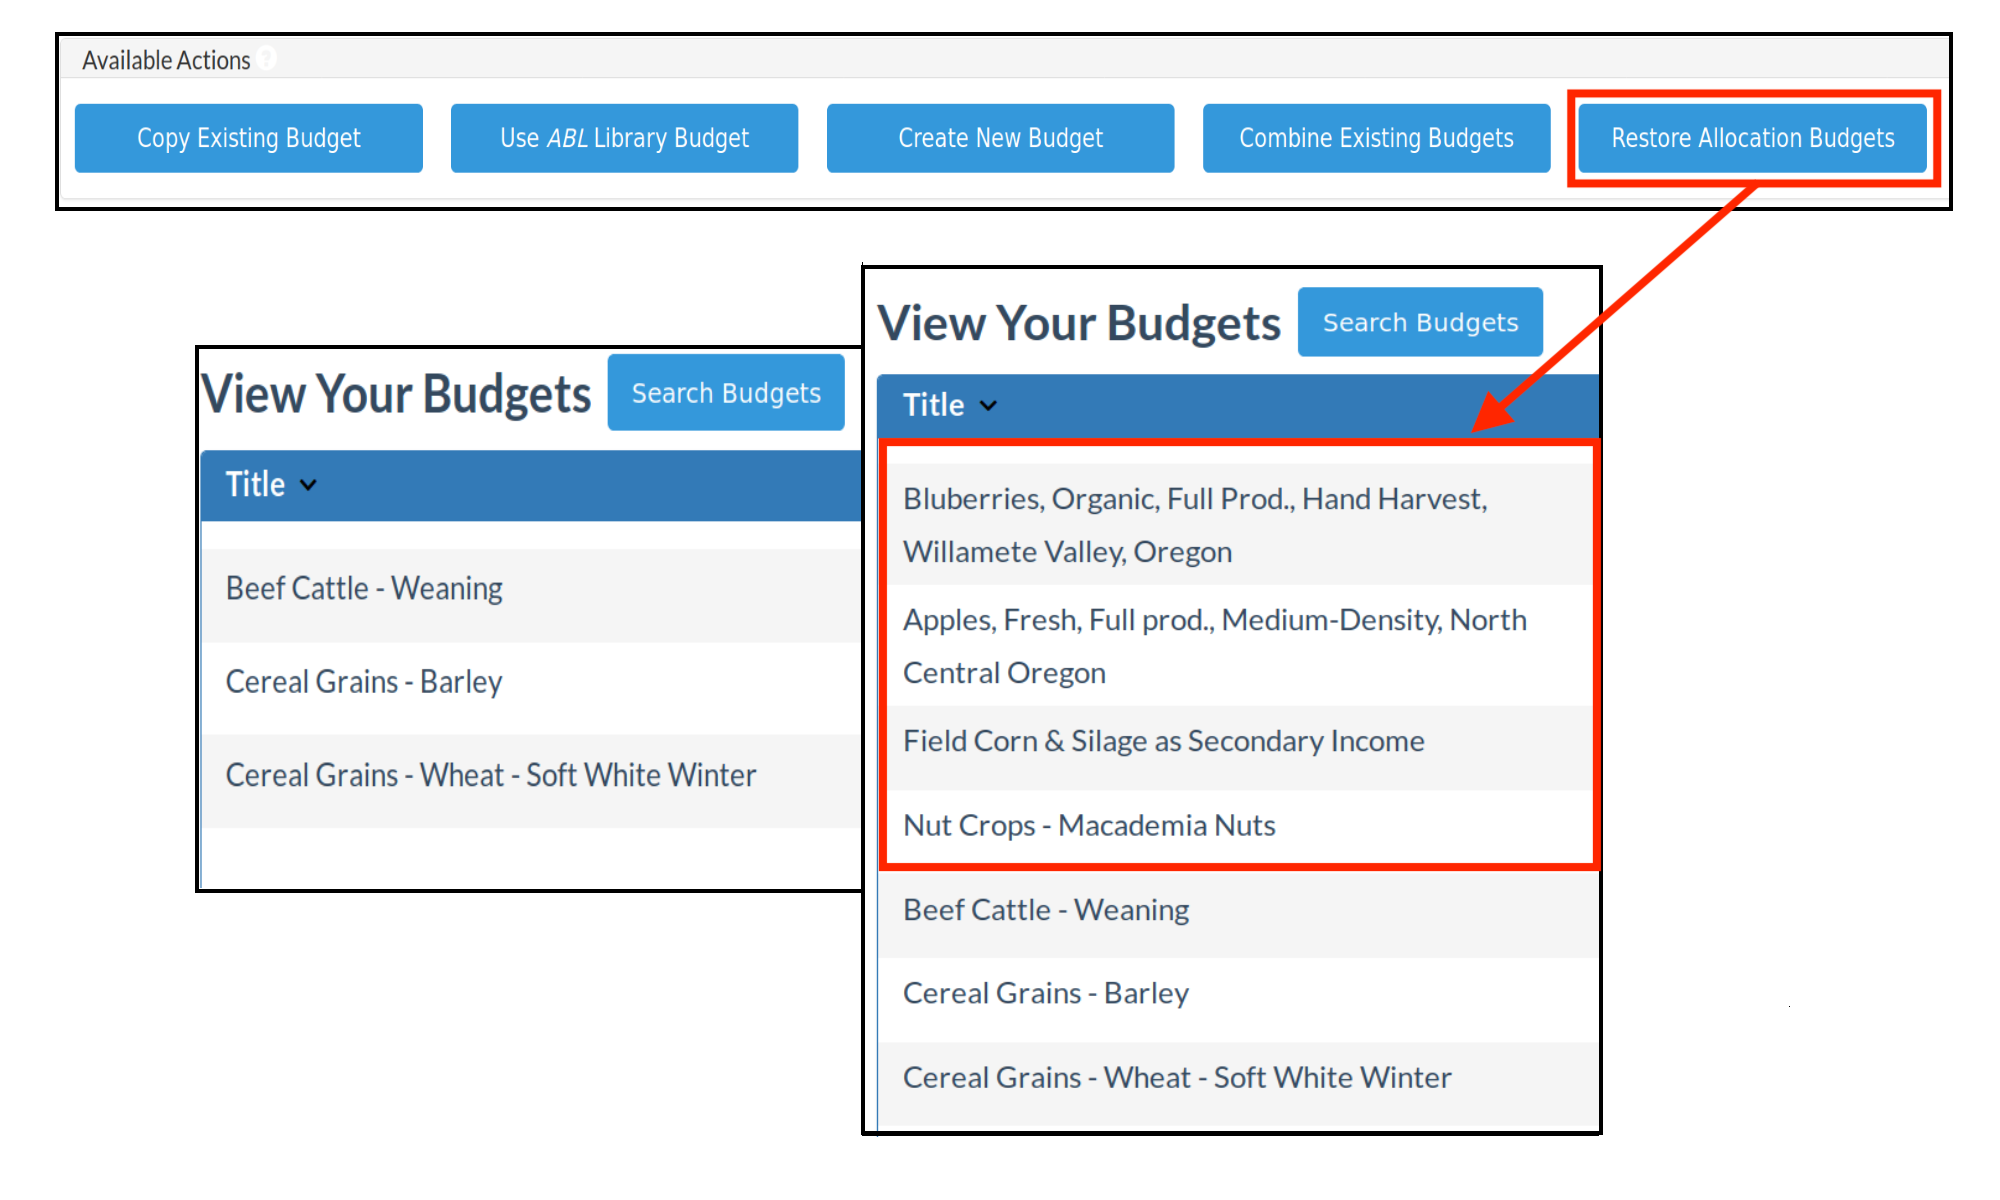 Available Actions ?
Copy Existing Budget
Use ABL Library Budget
Create New Budget
Combine Existing Budgets
Restore Allocation Budgets
View Your Budgets
Search Budgets
Title
Beef Cattle - Weaning
Cereal Grains - Barley
Cereal Grains - Wheat - Soft White Winter
View Your Budgets
Search Budgets
Title
Bluberries, Organic, Full Prod., Hand Harvest,
Willamete Valley, Oregon
Apples, Fresh, Full prod., Medium-Density, North
Central Oregon
Field Corn & Silage as Secondary Income
Nut Crops - Macademia Nuts
Beef Cattle - Weaning
Cereal Grains - Barley
Cereal Grains - Wheat - Soft White Winter